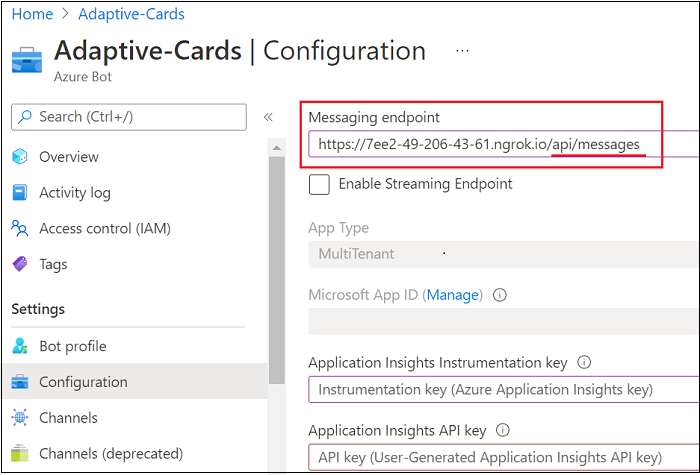 Home > Adaptive-Cards
Adaptive-Cards | Configuration ...
Azure Bot
Search (Ctrl+/)
«
Overview
Activity log
Access control (IAM)
Tags
Settings
Bot profile
Configuration
Channels
Channels (deprecated)
Messaging endpoint
https://7ee2-49-206-43-61.ngrok.io/api/messages
Enable Streaming Endpoint
App Type
MultiTenant
Microsoft App ID (Manage)
Application Insights Instrumentation key
Instrumentation key (Azure Application Insights key)
Application Insights API key
API key (User-Generated Application Insights API key)